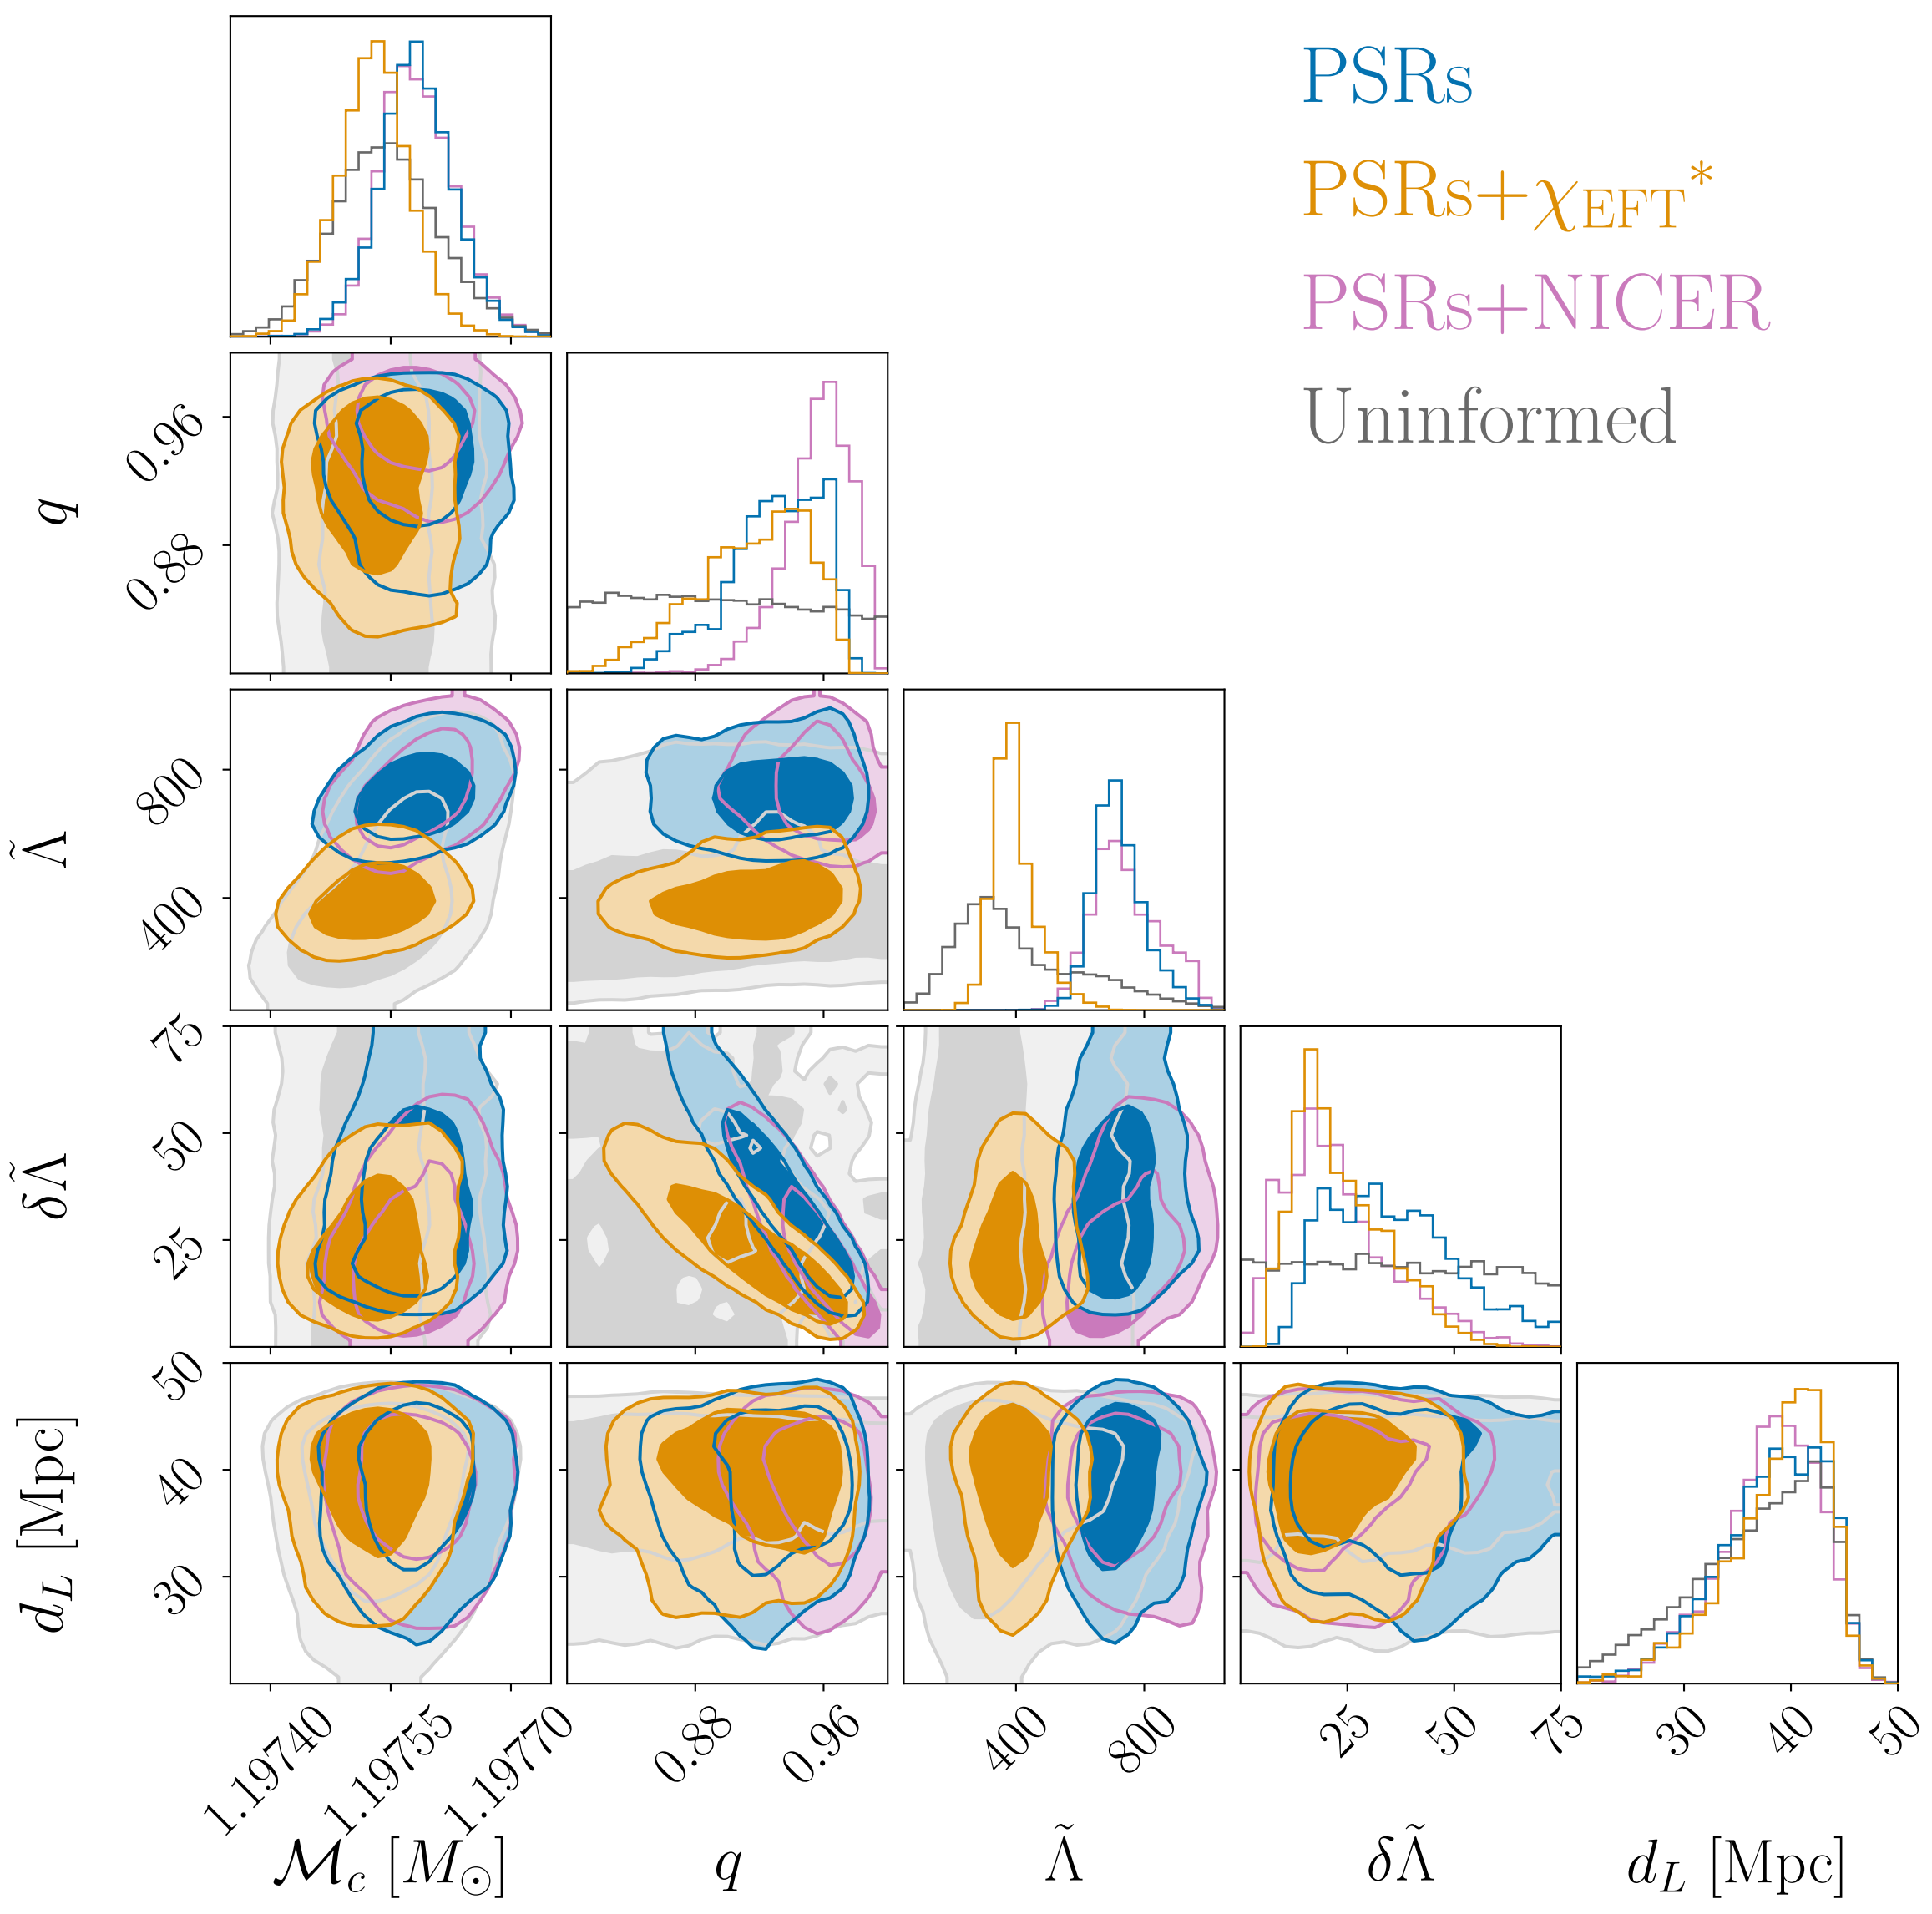 PSRs
PSRs+χEFT*
PSRs+NICER
Uninformed
q
0.96
0.88
Λ̃
800
400
δΛ̃
75
50
25
d_L [Mpc]
50
40
30
1.19740 1.19755 1.19770 0.88 0.96 400 800 25 50 75 30 40 50
ℳ_c [M_⊙] q Λ̃ δΛ̃ d_L [Mpc]